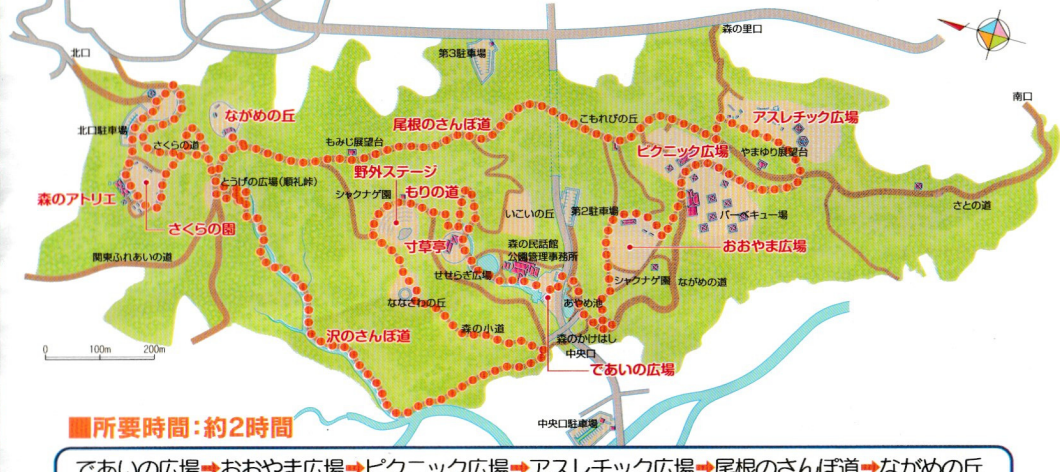 北口
第3駐車場
森の里口
南口
北口駐車場
ながめの丘
さくらの道
もみじ展望台
尾根のさんぽ道
こもれびの丘
アスレチック広場
ピクニック広場
やまゆり展望台
野外ステージ
とうげの広場(順礼峠)
シャクナゲ園
もりの道
森のアトリエ
さくらの園
いこいの丘
第2駐車場
バーベキュー場
さとの道
寸草亭
森の民話館
公園管理事務所
おおやま広場
関東ふれあいの道
せせらぎ広場
シャクナゲ園
ながめの道
ななさわの丘
あやめ池
沢のさんぽ道
森の小道
森のかけはし
中央口
であいの広場
0 100m 200m
中央口駐車場
■所要時間:約2時間
であいの広場➡おおやま広場➡ピクニック広場➡アスレチック広場➡尾根のさんぽ道➡ながめの丘